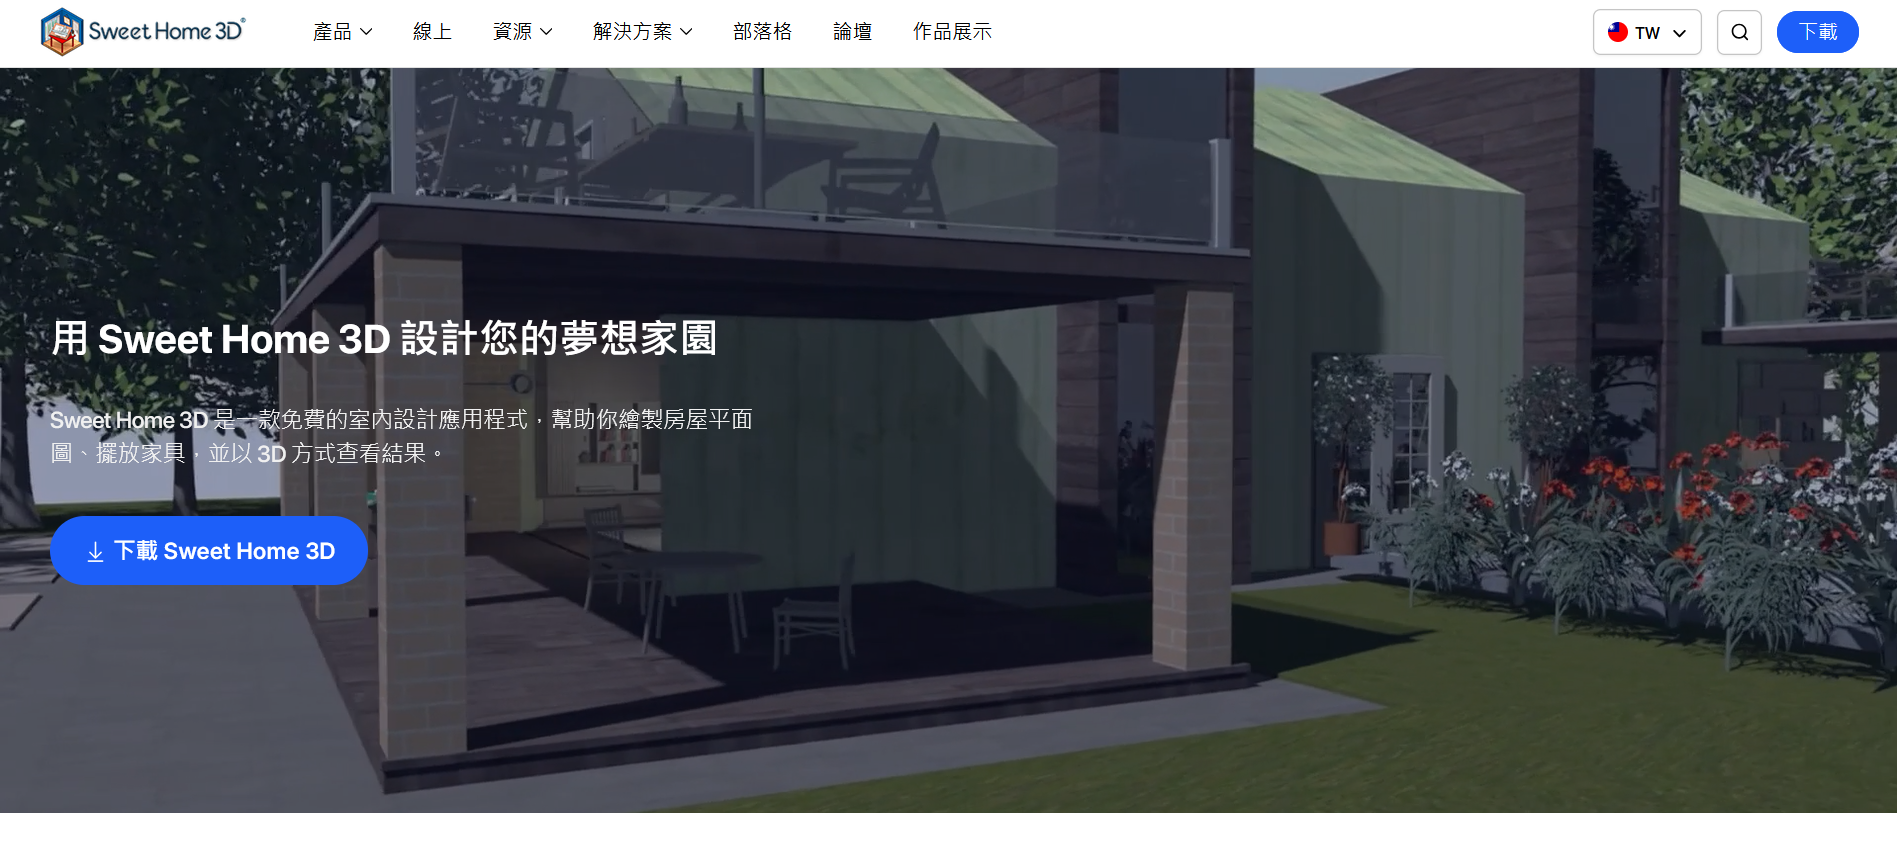 Sweet Home 3D®
產品
線上
資源
解決方案
部落格
論壇
作品展示
TW
下載
用 Sweet Home 3D 設計您的夢想家園
Sweet Home 3D 是一款免費的室內設計應用程式，幫助你繪製房屋平面
圖、擺放家具，並以 3D 方式查看結果。
下載 Sweet Home 3D